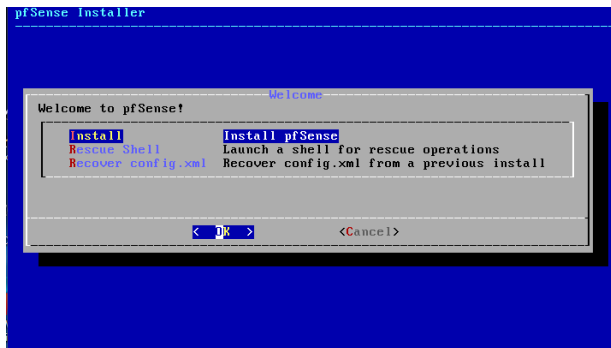 pfSense Installer
Welcome
Welcome to pfSense!
Install Install pfSense
Rescue Shell Launch a shell for rescue operations
Recover config.xml Recover config.xml from a previous install
< OK > <Cancel>